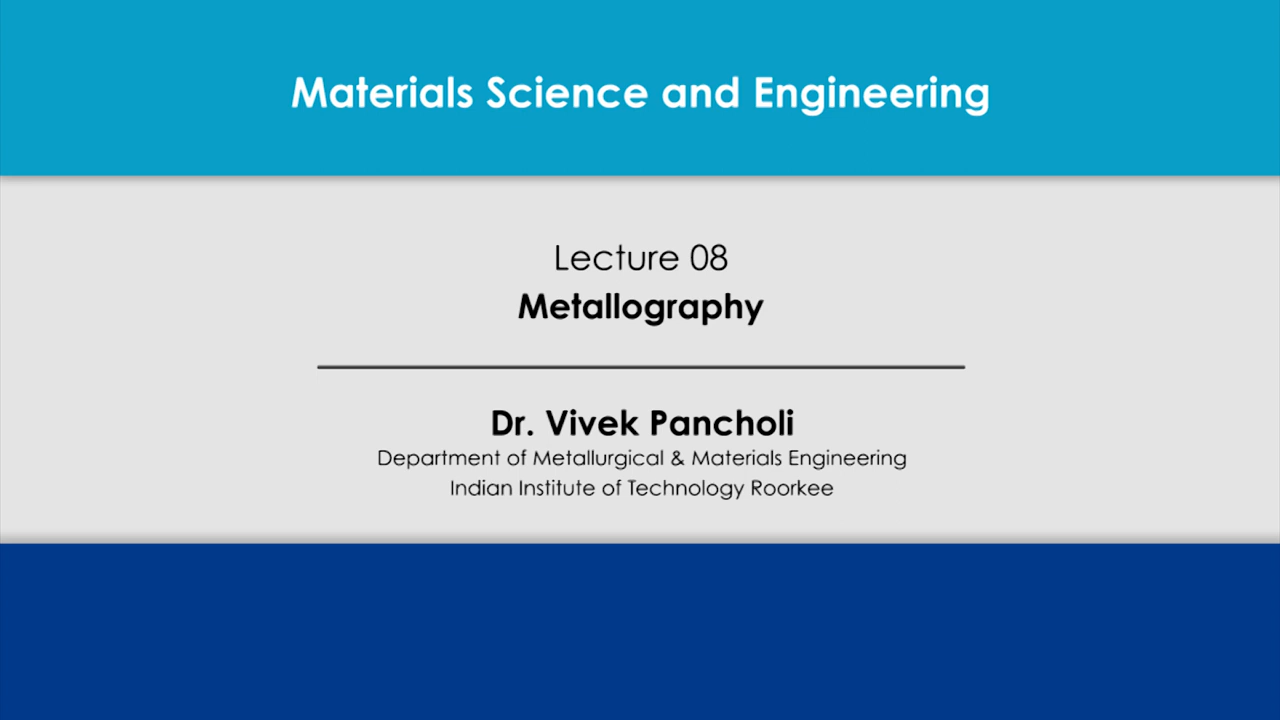 Materials Science and Engineering
Lecture 08
Metallography
Dr. Vivek Pancholi
Department of Metallurgical & Materials Engineering
Indian Institute of Technology Roorkee